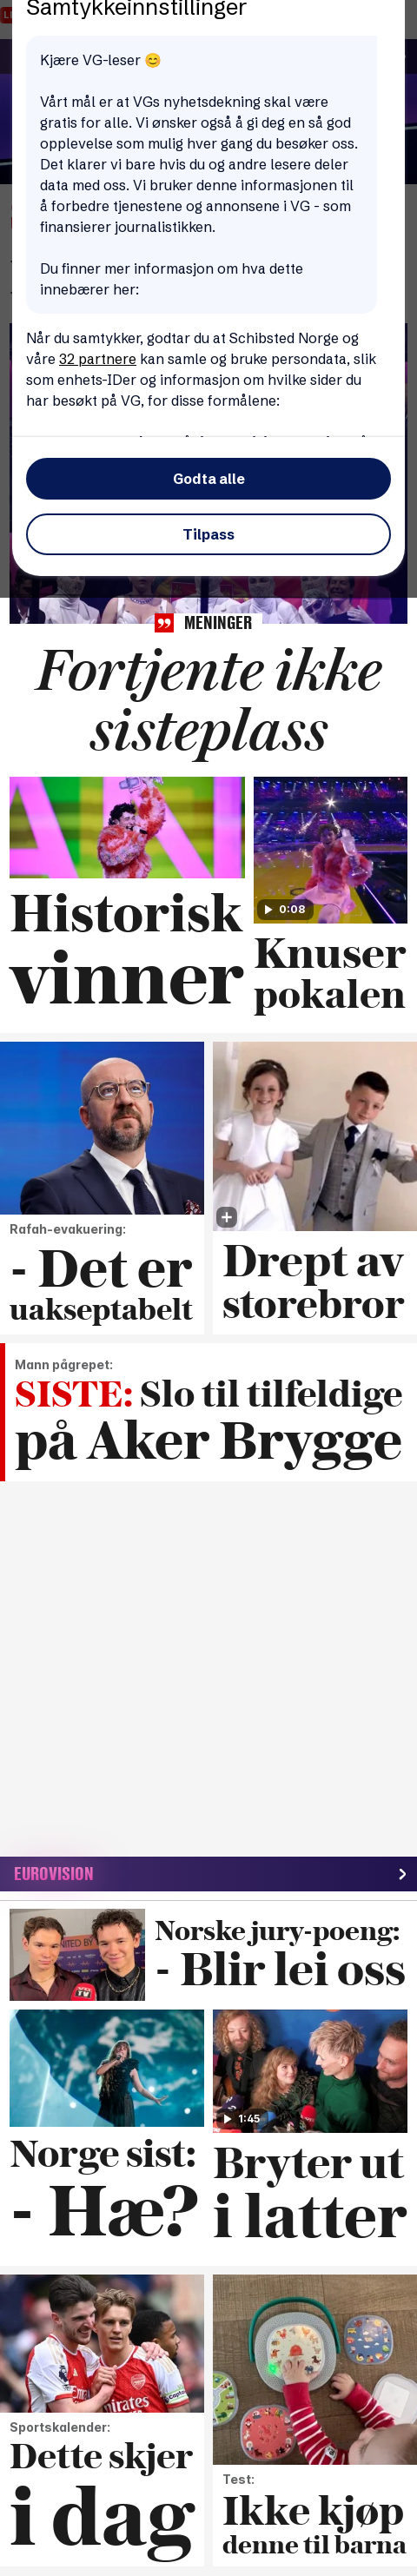 Samtykkeinnstillinger
Kjære VG-leser 😊
Vårt mål er at VGs nyhetsdekning skal være
gratis for alle. Vi ønsker også å gi deg en så god
opplevelse som mulig hver gang du besøker oss.
Det klarer vi bare hvis du og andre lesere deler
data med oss. Vi bruker denne informasjonen til
å forbedre tjenestene og annonsene i VG - som
finansierer journalistikken.
Du finner mer informasjon om hva dette
innebærer her:
Når du samtykker, godtar du at Schibsted Norge og
våre 32 partnere kan samle og bruke persondata, slik
som enhets-IDer og informasjon om hvilke sider du
har besøkt på VG, for disse formålene:
Godta alle
Tilpass
MENINGER
Fortjente ikke
sisteplass
Historisk
vinner
0:08
Knuser
pokalen
Rafah-evakuering:
- Det er
uakseptabelt
Drept av
storebror
Mann pågrepet:
SISTE: Slo til tilfeldige
på Aker Brygge
EUROVISION
Norske jury-poeng:
- Blir lei oss
Norge sist:
- Hæ?
1:45
Bryter ut
i latter
Sportskalender:
Dette skjer
i dag
Test:
Ikke kjøp
denne til barna